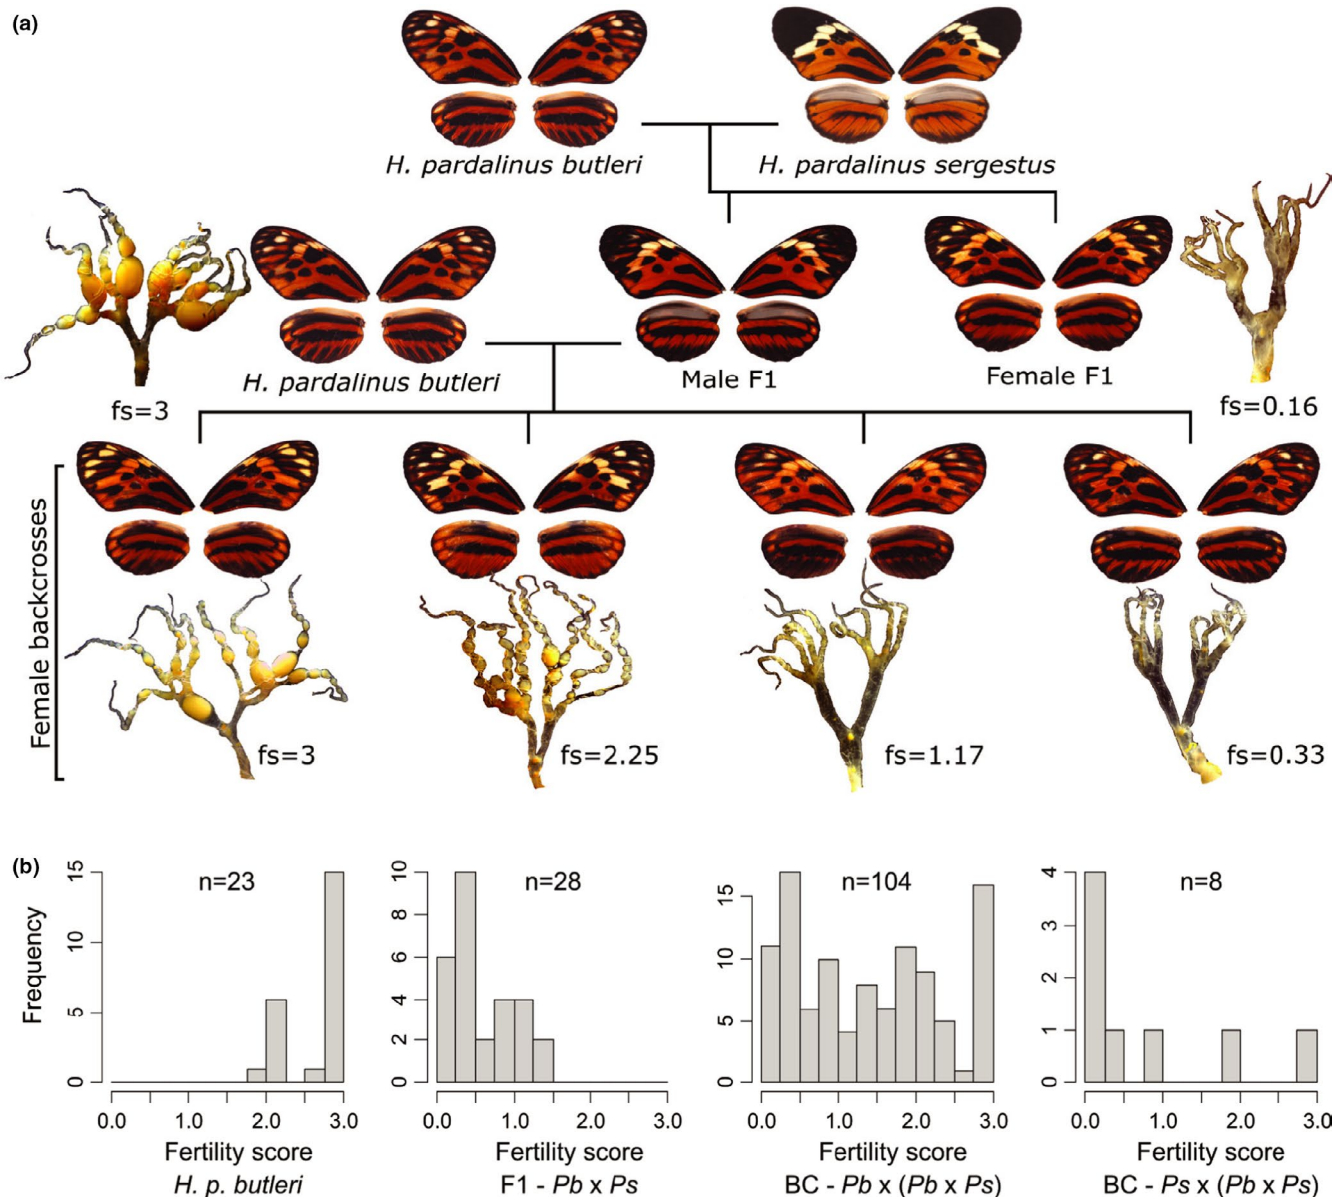 (a)
H. pardalinus butleri
H. pardalinus sergestus
H. pardalinus butleri
Male F1
Female F1
fs=3
fs=0.16
Female backcrosses
fs=3
fs=2.25
fs=1.17
fs=0.33
(b)
Frequency
15
10
5
0
n=23
0.0 1.0 2.0 3.0
Fertility score
H. p. butleri
10
8
6
4
2
0
n=28
0.0 1.0 2.0 3.0
Fertility score
F1 - Pb x Ps
15
10
5
0
n=104
0.0 1.0 2.0 3.0
Fertility score
BC - Pb x (Pb x Ps)
4
3
2
1
0
n=8
0.0 1.0 2.0 3.0
Fertility score
BC - Ps x (Pb x Ps)